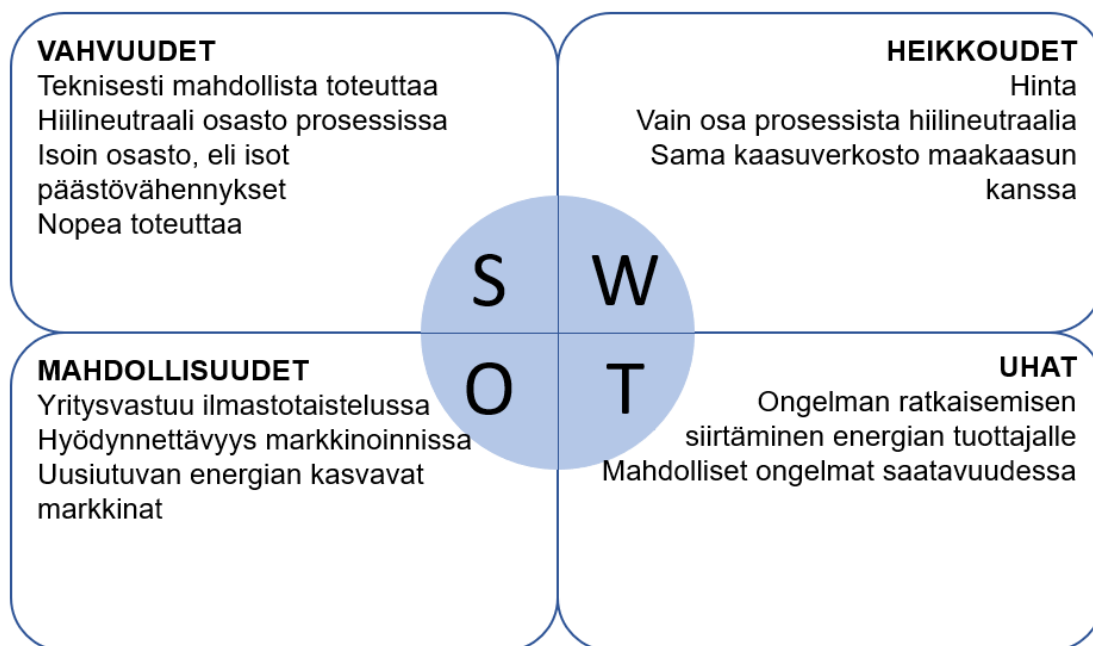 VAHVUUDET
Teknisesti mahdollista toteuttaa
Hiilineutraali osasto prosessissa
Isoin osasto, eli isot
päästövähennykset
Nopea toteuttaa
HEIKKOUDET
Hinta
Vain osa prosessista hiilineutraalia
Sama kaasuverkosto maakaasun
kanssa
S
W
O
T
MAHDOLLISUUDET
Yritysvastuu ilmastotaistelussa
Hyödynnettävyys markkinoinnissa
Uusiutuvan energian kasvavat
markkinat
UHAT
Ongelman ratkaisemisen
siirtäminen energian tuottajalle
Mahdolliset ongelmat saatavuudessa